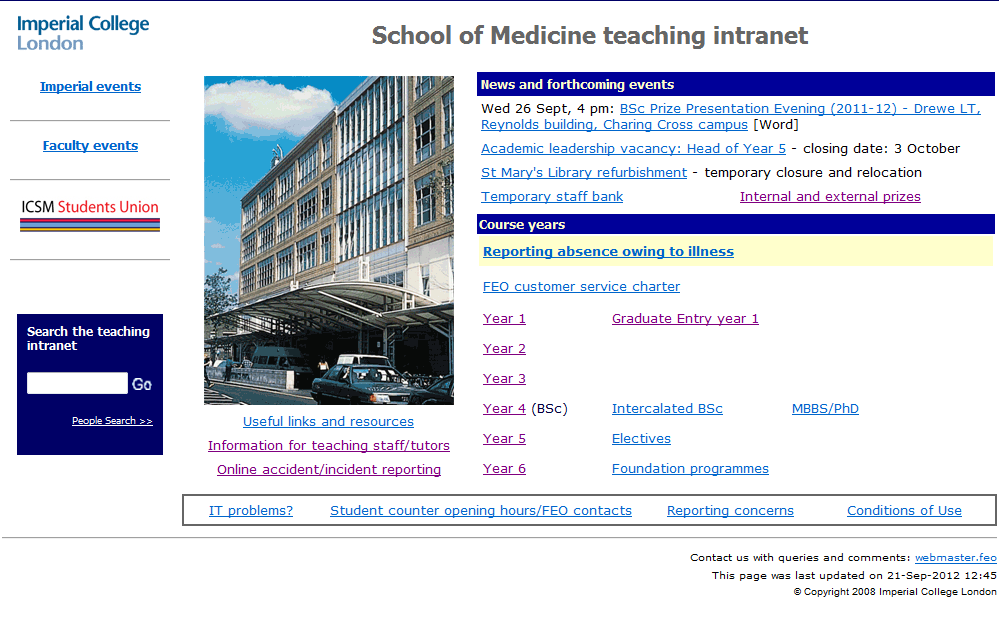 Imperial College
London
School of Medicine teaching intranet
Imperial events
Faculty events
ICSM Students Union
Search the teaching
intranet
Go
People Search >>
Useful links and resources
Information for teaching staff/tutors
Online accident/incident reporting
News and forthcoming events
Wed 26 Sept, 4 pm: BSc Prize Presentation Evening (2011-12) - Drewe LT,
Reynolds building, Charing Cross campus [Word]
Academic leadership vacancy: Head of Year 5 - closing date: 3 October
St Mary's Library refurbishment - temporary closure and relocation
Temporary staff bank Internal and external prizes
Course years
Reporting absence owing to illness
FEO customer service charter
Year 1 Graduate Entry year 1
Year 2
Year 3
Year 4 (BSc) Intercalated BSc MBBS/PhD
Year 5 Electives
Year 6 Foundation programmes
IT problems? Student counter opening hours/FEO contacts Reporting concerns Conditions of Use
Contact us with queries and comments: webmaster.feo
This page was last updated on 21-Sep-2012 12:45
© Copyright 2008 Imperial College London